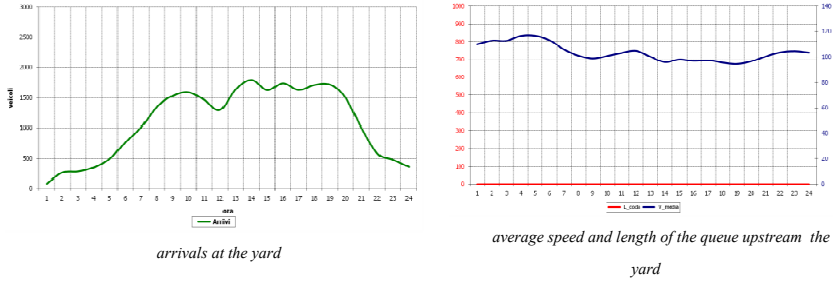 3000
2500
2000
1500
1000
500
0
veicoli
1 2 3 4 5 6 7 8 9 10 11 12 13 14 15 16 17 18 19 20 21 22 23 24
ora
Arrivi
arrivals at the yard
1000
900
800
700
600
500
400
300
200
100
0
140
120
100
80
60
40
20
0
1 2 3 4 5 6 7 8 9 10 11 12 13 14 15 16 17 18 19 20 21 22 23 24
L_coda V_media
average speed and length of the queue upstream the
yard